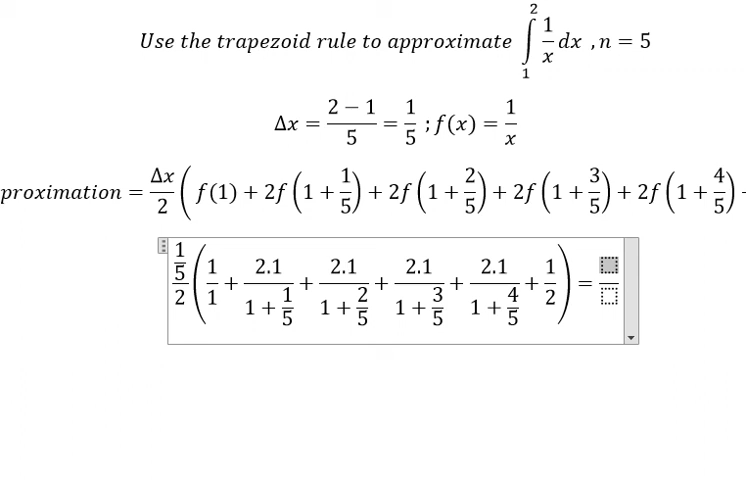 Use the trapezoid rule to approximate ∫₁² 1/x dx , n = 5
Δx = (2 − 1)/5 = 1/5 ; f(x) = 1/x
proximation = Δx/2 ( f(1) + 2f(1 + 1/5) + 2f(1 + 2/5) + 2f(1 + 3/5) + 2f(1 + 4/5) +
(1/5)/2 ( 1/1 + 2.1/(1 + 1/5) + 2.1/(1 + 2/5) + 2.1/(1 + 3/5) + 2.1/(1 + 4/5) + 1/2 ) =